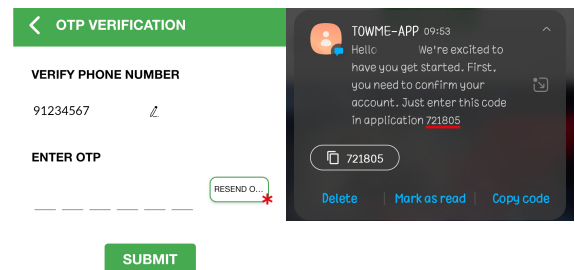 OTP VERIFICATION
VERIFY PHONE NUMBER
91234567
ENTER OTP
RESEND O...
SUBMIT
TOWME-APP 09:53
Hello We're excited to
have you get started. First,
you need to confirm your
account. Just enter this code
in application 721805
721805
Delete Mark as read Copy code